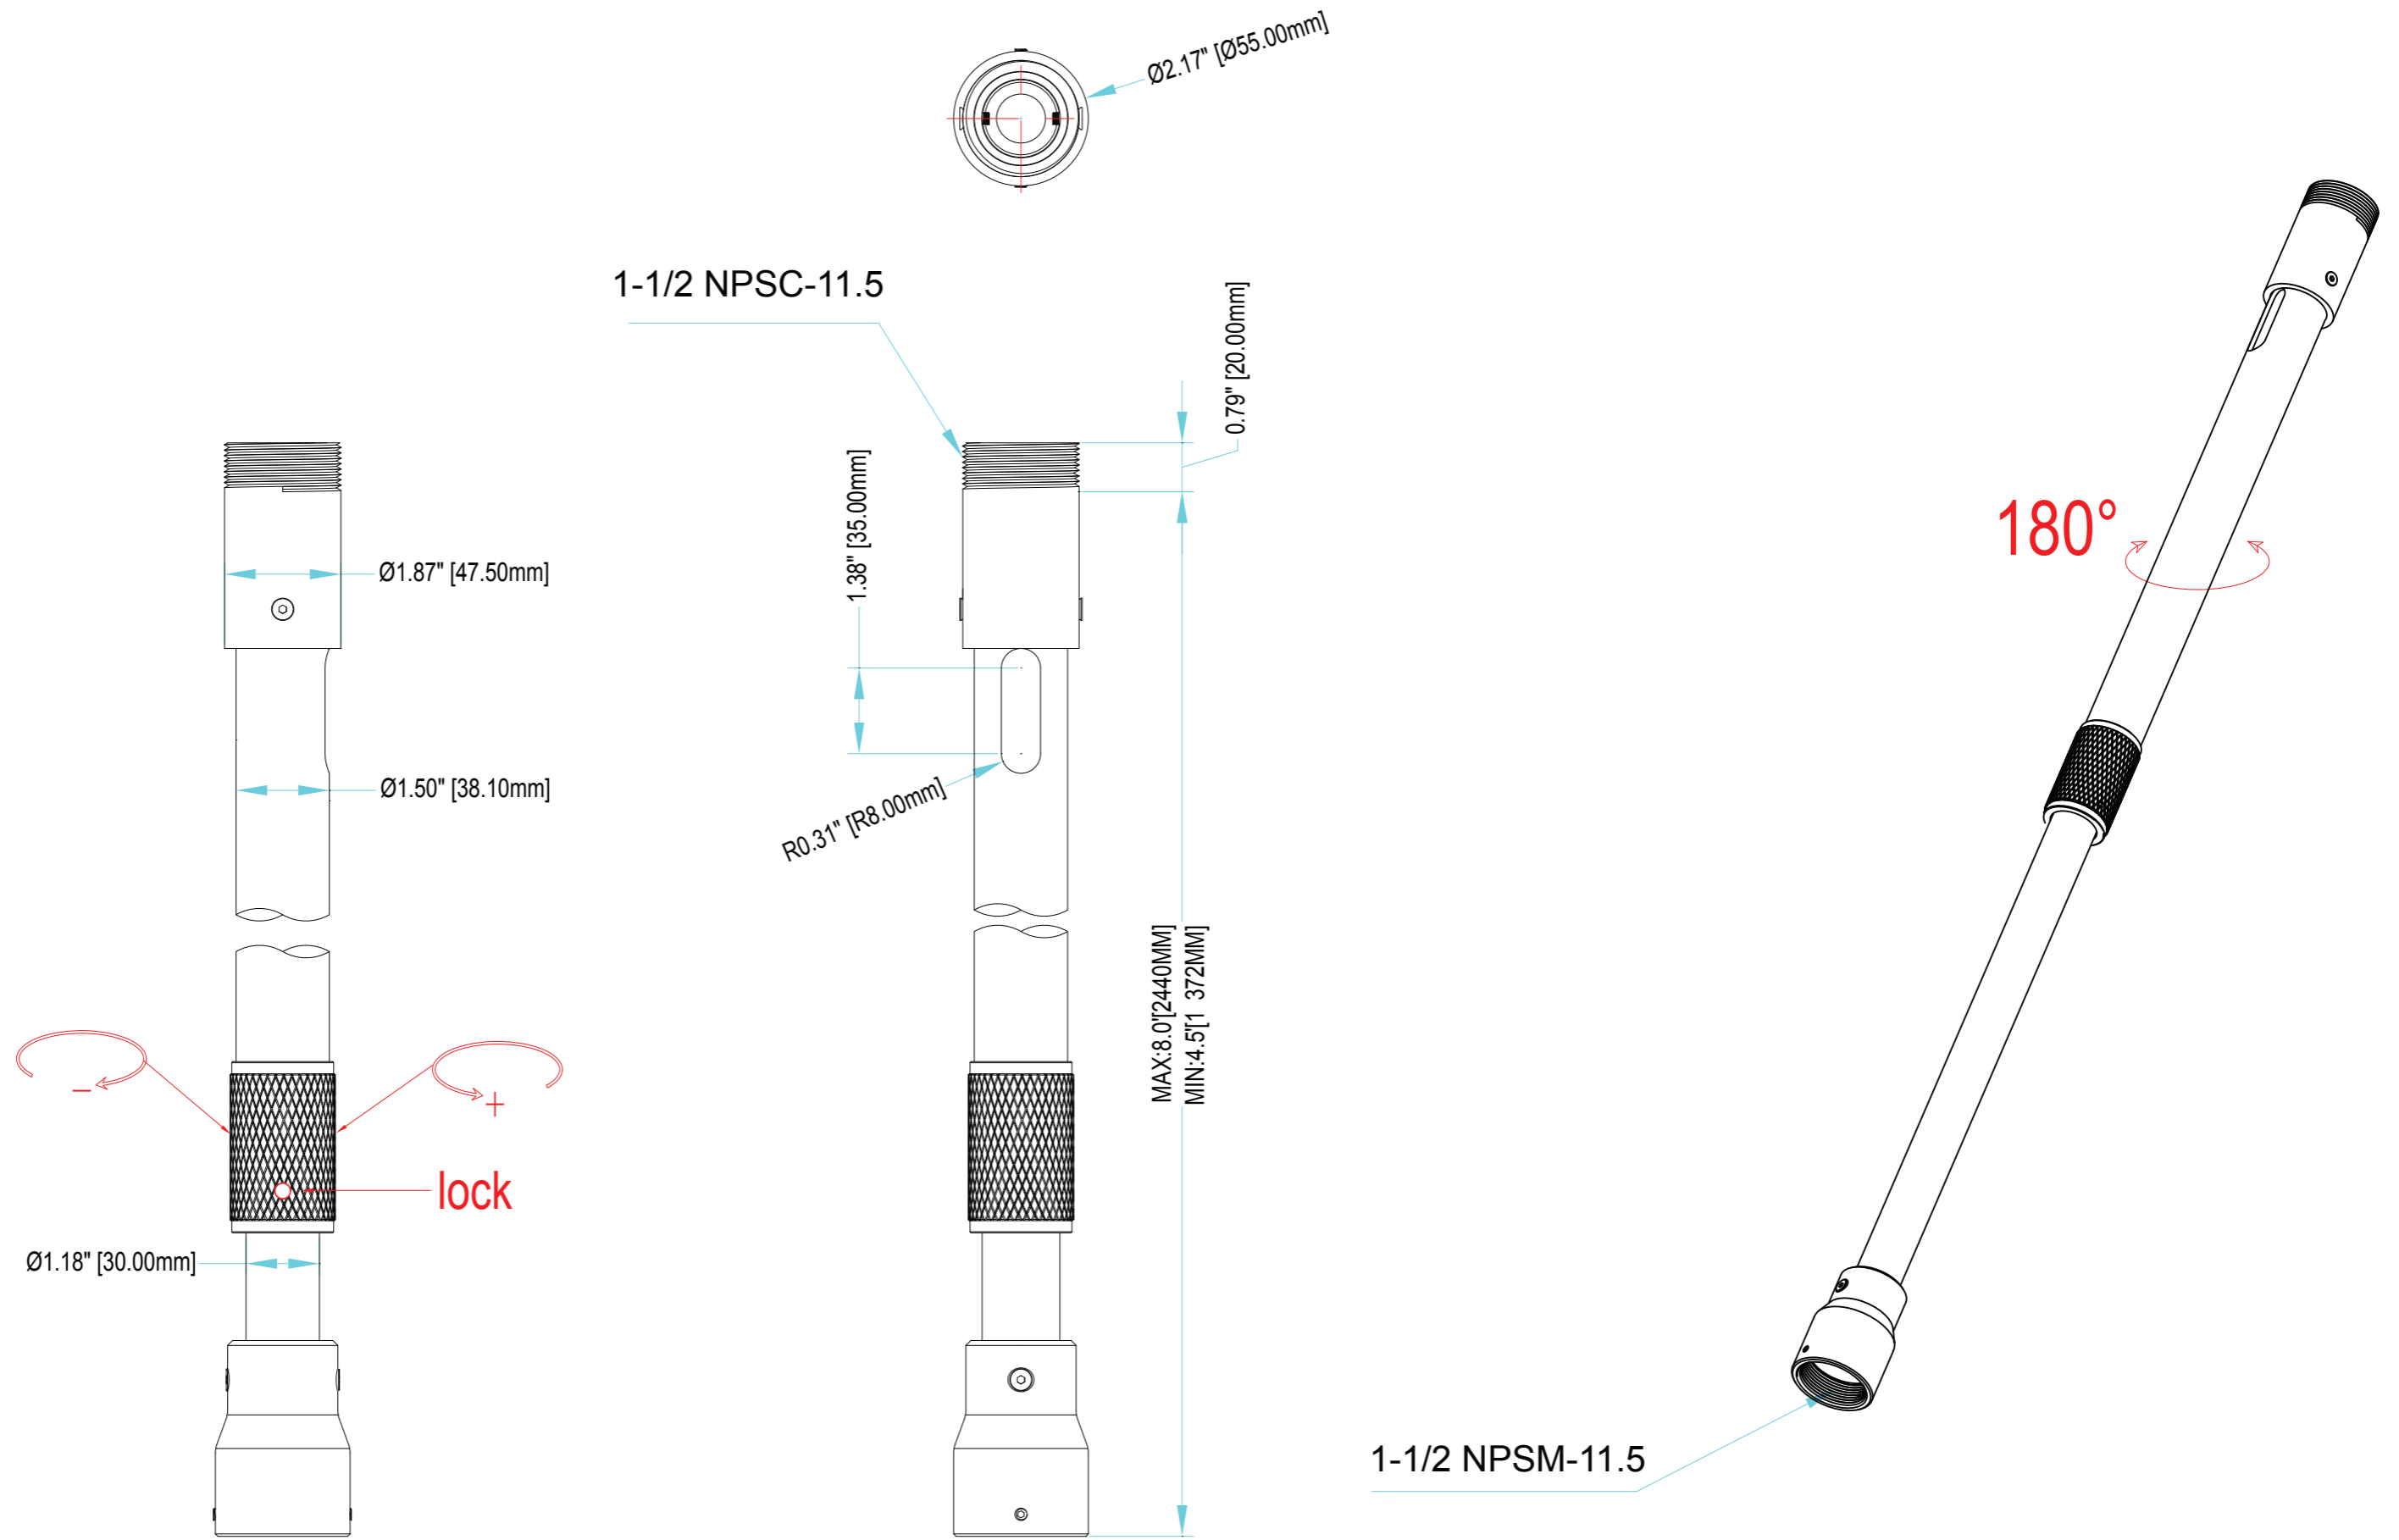 Ø2.17" [Ø55.00mm]
1-1/2 NPSC-11.5
0.79" [20.00mm]
1.38" [35.00mm]
Ø1.87" [47.50mm]
180°
Ø1.50" [38.10mm]
R0.31" [R8.00mm]
MAX:8.0'[2440MM]
MIN:4.5'[1 372MM]
-
+
lock
Ø1.18" [30.00mm]
1-1/2 NPSM-11.5